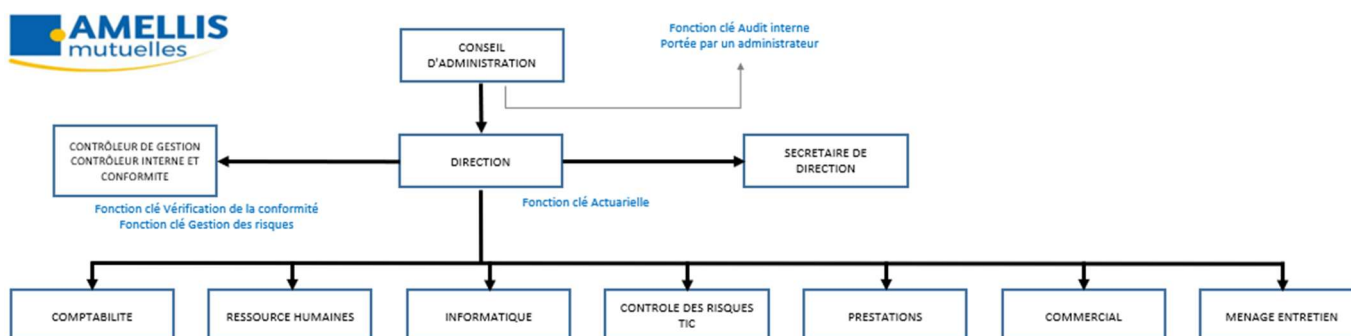 AMELLIS
mutuelles
Fonction clé Audit interne
Portée par un administrateur
CONSEIL
D'ADMINISTRATION
CONTRÔLEUR DE GESTION
CONTRÔLEUR INTERNE ET
CONFORMITE
DIRECTION
SECRETAIRE DE
DIRECTION
Fonction clé Vérification de la conformité
Fonction clé Gestion des risques
Fonction clé Actuarielle
COMPTABILITE
RESSOURCE HUMAINES
INFORMATIQUE
CONTROLE DES RISQUES
TIC
PRESTATIONS
COMMERCIAL
MENAGE ENTRETIEN